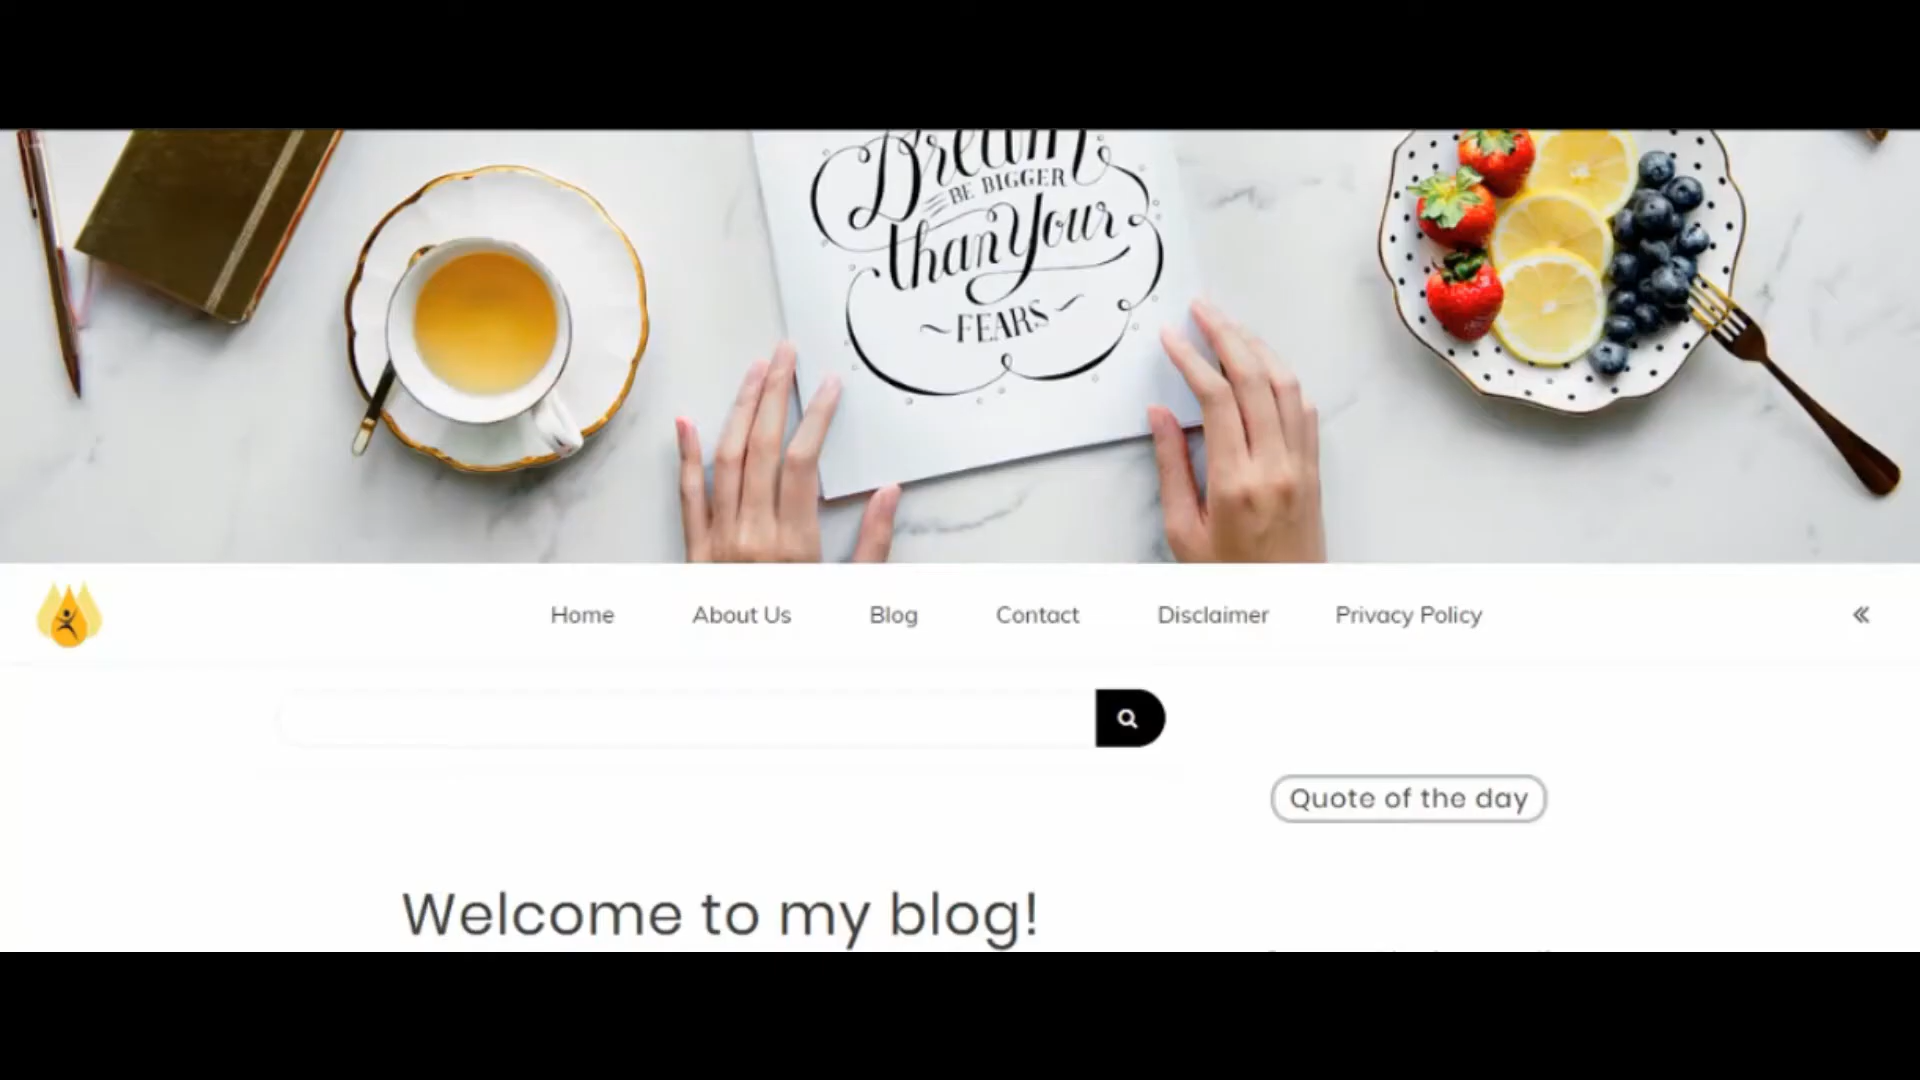 Dream
BE BIGGER
than Your
~FEARS~
Home About Us Blog Contact Disclaimer Privacy Policy
Quote of the day
Welcome to my blog!